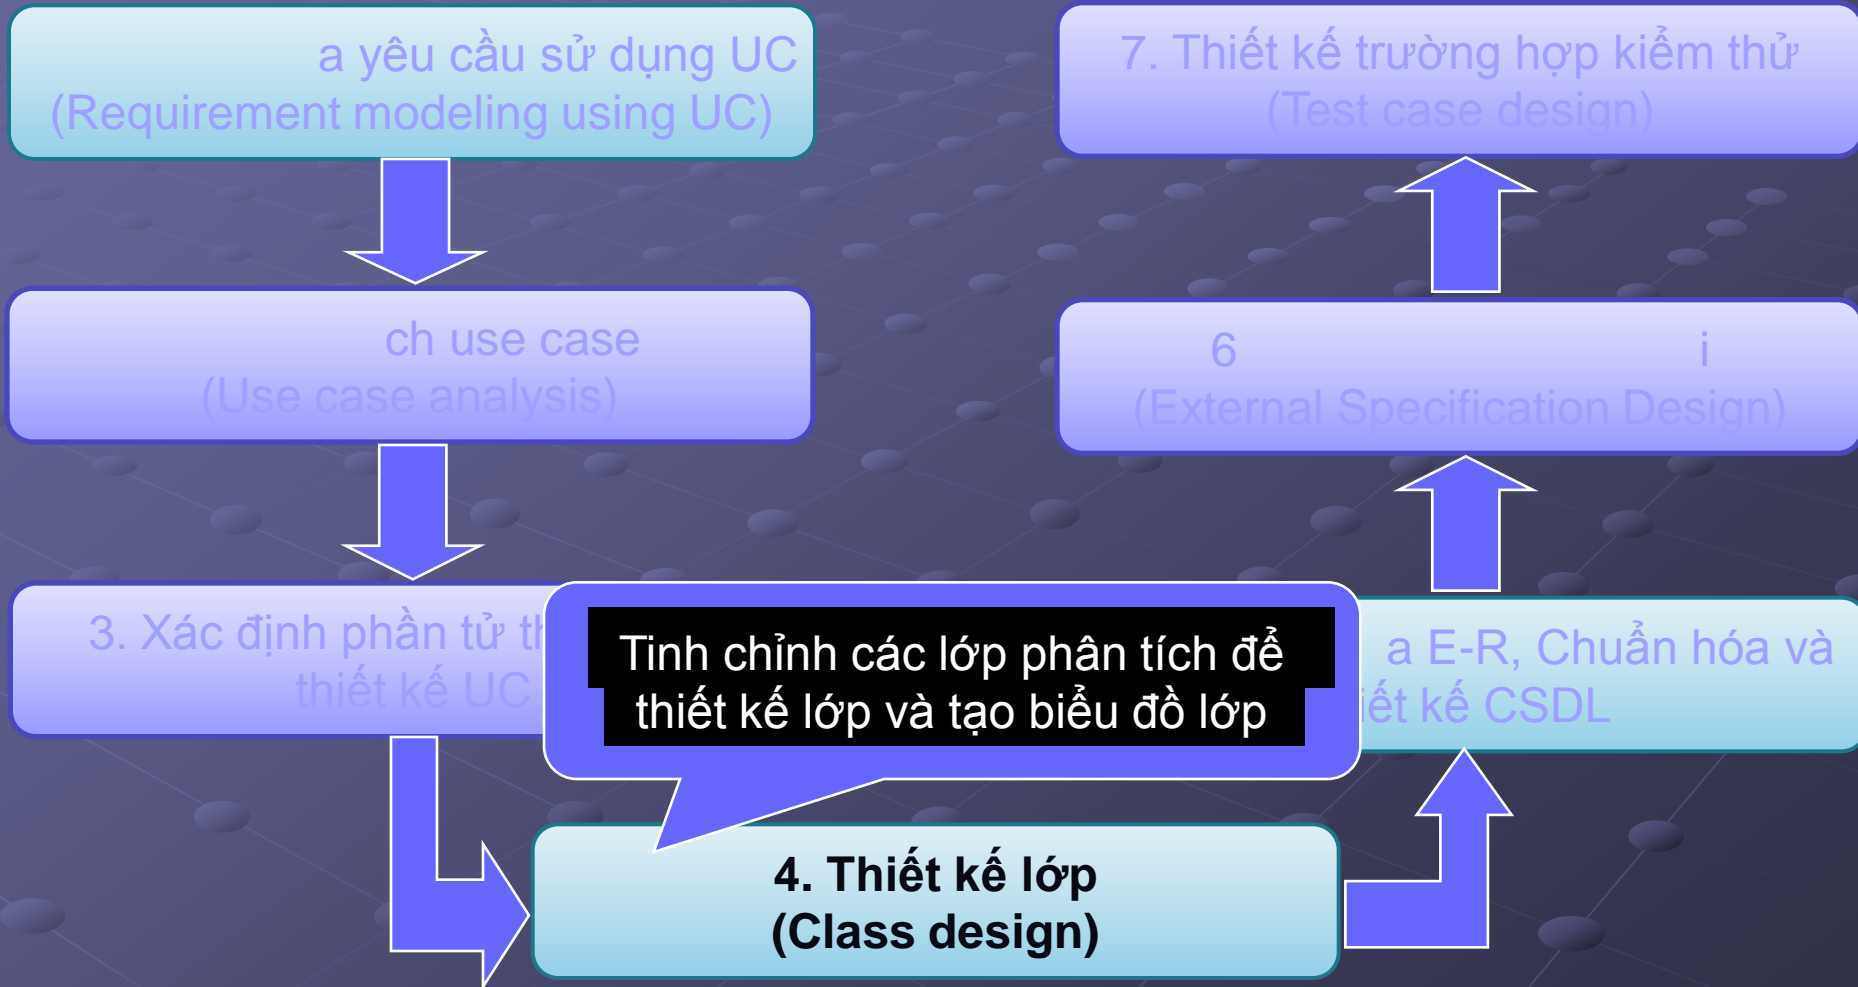 a yêu cầu sử dụng UC
(Requirement modeling using UC)
ch use case
(Use case analysis)
3. Xác định phần tử
thiết kế UC
Tinh chỉnh các lớp phân tích để
thiết kế lớp và tạo biểu đồ lớp
4. Thiết kế lớp
(Class design)
a E-R, Chuẩn hóa và
kế CSDL
6 i
(External Specification Design)
7. Thiết kế trường hợp kiểm thử
(Test case design)